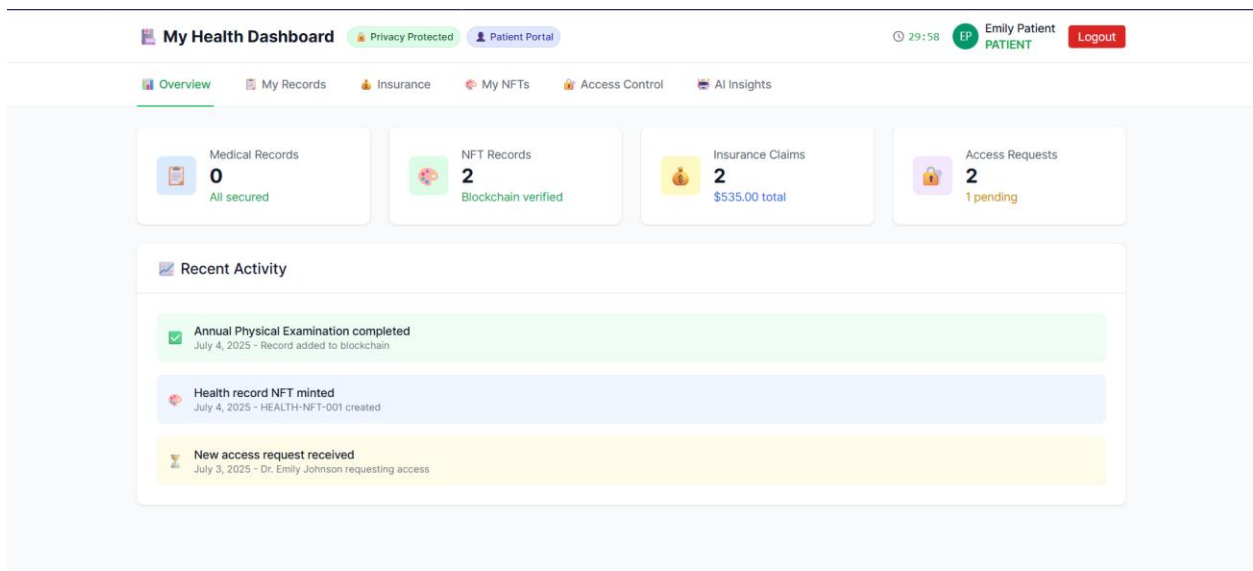 My Health Dashboard Privacy Protected Patient Portal 29:58 EP Emily Patient PATIENT Logout
Overview My Records Insurance My NFTs Access Control AI Insights
Medical Records
0
All secured
NFT Records
2
Blockchain verified
Insurance Claims
2
$535.00 total
Access Requests
2
1 pending
Recent Activity
Annual Physical Examination completed
July 4, 2025 - Record added to blockchain
Health record NFT minted
July 4, 2025 - HEALTH-NFT-001 created
New access request received
July 3, 2025 - Dr. Emily Johnson requesting access